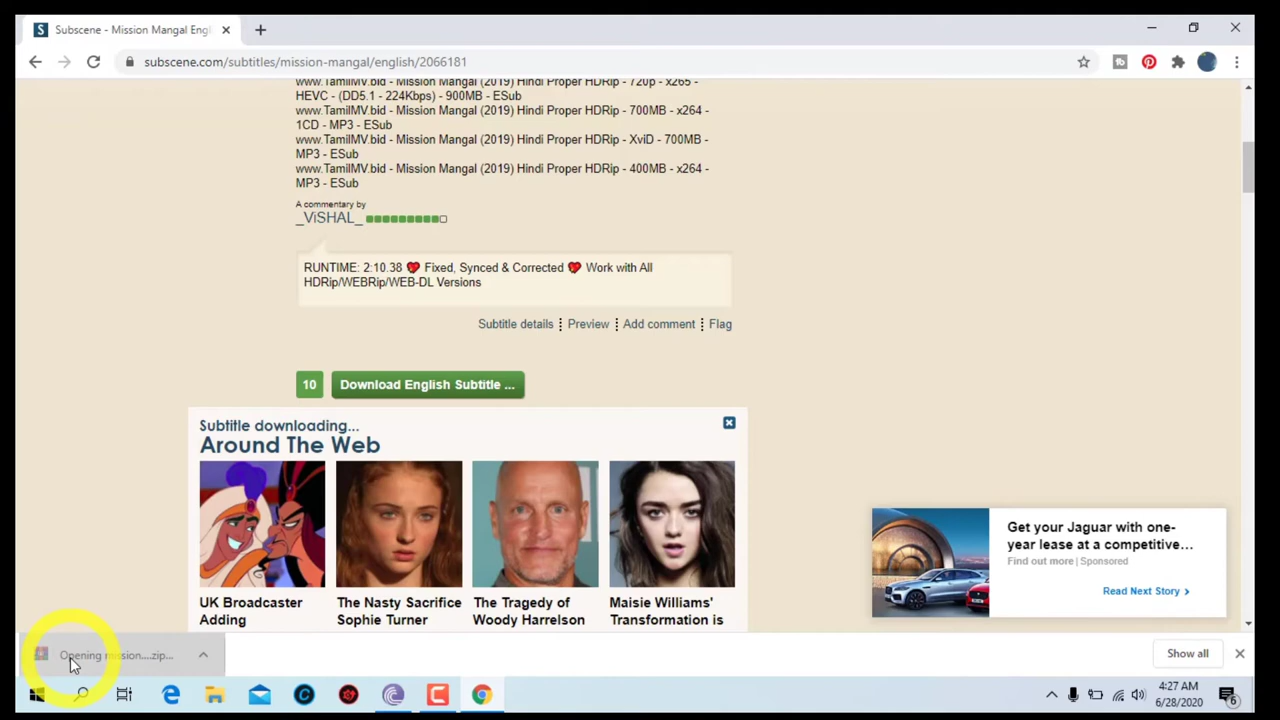 Subscene - Mission Mangal Engl
subscene.com/subtitles/mission-mangal/english/2066181
www.TamilMV.bid - Mission Mangal (2019) Hindi Proper HDRip - 720p - x265 -
HEVC - (DD5.1 - 224Kbps) - 900MB - ESub
www.TamilMV.bid - Mission Mangal (2019) Hindi Proper HDRip - 700MB - x264 -
1CD - MP3 - ESub
www.TamilMV.bid - Mission Mangal (2019) Hindi Proper HDRip - XviD - 700MB -
MP3 - ESub
www.TamilMV.bid - Mission Mangal (2019) Hindi Proper HDRip - 400MB - x264 -
MP3 - ESub
A commentary by
_ViSHAL_
RUNTIME: 2:10.38 💖 Fixed, Synced & Corrected 💖 Work with All
HDRip/WEBRip/WEB-DL Versions
Subtitle details Preview Add comment Flag
10 Download English Subtitle ...
Subtitle downloading...
Around The Web
UK Broadcaster
Adding
The Nasty Sacrifice
Sophie Turner
The Tragedy of
Woody Harrelson
Maisie Williams'
Transformation is
Get your Jaguar with one-
year lease at a competitive…
Find out more | Sponsored
Read Next Story >
Opening mission....zip...
Show all
4:27 AM
6/28/2020
6